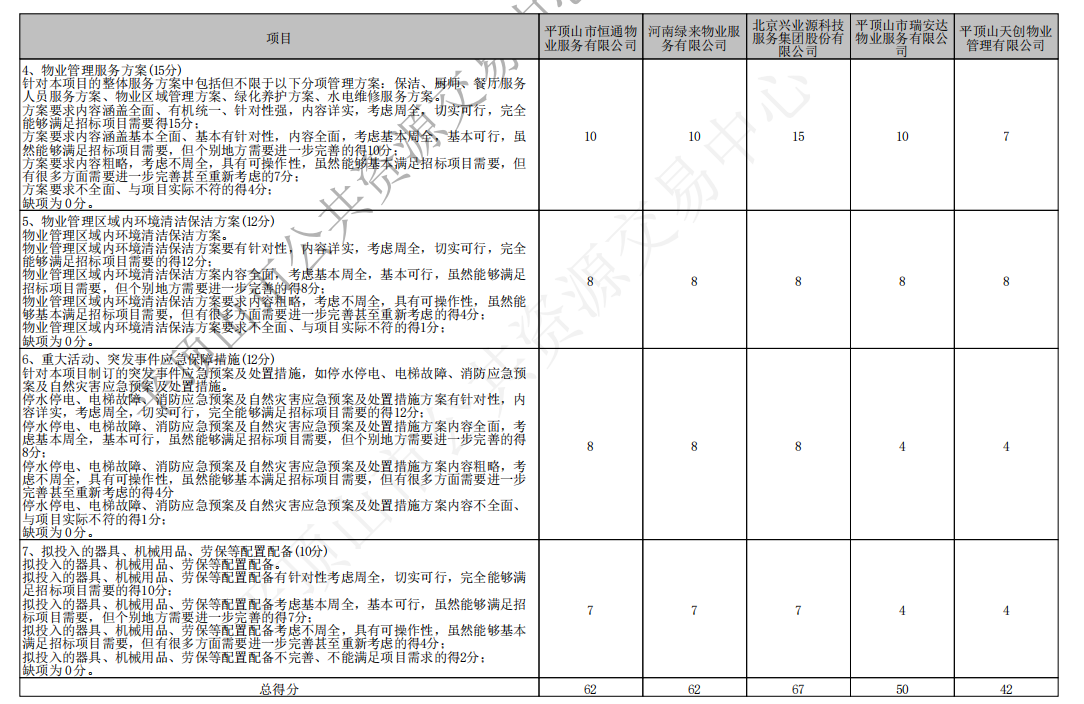 项目
平顶山市恒通物
业服务有限公司
河南绿来物业服
务有限公司
北京兴业源科技
服务集团股份有
限公司
平顶山市瑞安达
物业服务有限公
司
平顶山天创物业
管理有限公司
4、物业管理服务方案(15分)
针对本项目的整体服务方案中包括但不限于以下分项管理方案：保洁、厨师、餐厅服务
人员服务方案、物业区域管理方案、绿化养护方案、水电维修服务方案。
方案要求内容涵盖全面、有机统一、针对性强，内容详实，考虑周全，切实可行，完全
能够满足招标项目需要得15分；
方案要求内容涵盖基本全面、基本有针对性，内容全面，考虑基本周全，基本可行，虽
然能够满足招标项目需要，但个别地方需要进一步完善的得10分；
方案要求内容粗略，考虑不周全，具有可操作性，虽然能够基本满足招标项目需要，但
有很多方面需要进一步完善甚至重新考虑的7分；
方案要求不全面、与项目实际不符的得4分；
缺项为０分。
10
10
15
10
7
5、物业管理区域内环境清洁保洁方案(12分)
物业管理区域内环境清洁保洁方案。
物业管理区域内环境清洁保洁方案要有针对性，内容详实，考虑周全，切实可行，完全
能够满足招标项目需要的得12分；
物业管理区域内环境清洁保洁方案内容全面，考虑基本周全，基本可行，虽然能够满足
招标项目需要，但个别地方需要进一步完善的得8分；
物业管理区域内环境清洁保洁方案要求内容粗略，考虑不周全，具有可操作性，虽然能
够基本满足招标项目需要，但有很多方面需要进一步完善甚至重新考虑的得4分；
物业管理区域内环境清洁保洁方案要求不全面、与项目实际不符的得1分；
缺项为０分。
8
8
8
8
8
6、重大活动、突发事件应急保障措施(12分)
针对本项目制订的突发事件应急预案及处置措施，如停水停电、电梯故障、消防应急预
案及自然灾害应急预案及处置措施。
停水停电、电梯故障、消防应急预案及自然灾害应急预案及处置措施方案有针对性，内
容详实，考虑周全，切实可行，完全能够满足招标项目需要的得12分；
停水停电、电梯故障、消防应急预案及自然灾害应急预案及处置措施方案内容全面，考
虑基本周全，基本可行，虽然能够满足招标项目需要，但个别地方需要进一步完善的得
8分；
停水停电、电梯故障、消防应急预案及自然灾害应急预案及处置措施方案内容粗略，考
虑不周全，具有可操作性，虽然能够基本满足招标项目需要，但有很多方面需要进一步
完善甚至重新考虑的得4分
停水停电、电梯故障、消防应急预案及自然灾害应急预案及处置措施方案内容不全面、
与项目实际不符的得1分；
缺项为０分。
8
8
8
4
4
7、拟投入的器具、机械用品、劳保等配置配备(10分)
拟投入的器具、机械用品、劳保等配置配备。
拟投入的器具、机械用品、劳保等配置配备有针对性考虑周全，切实可行，完全能够满
足招标项目需要的得10分；
拟投入的器具、机械用品、劳保等配置配备考虑基本周全，基本可行，虽然能够满足招
标项目需要，但个别地方需要进一步完善的得7分；
拟投入的器具、机械用品、劳保等配置配备考虑不周全，具有可操作性，虽然能够基本
满足招标项目需要，但有很多方面需要进一步完善甚至重新考虑的得4分；
拟投入的器具、机械用品、劳保等配置配备不完善、不能满足项目需求的得2分；
缺项为０分。
7
7
7
4
4
总得分
62
62
67
50
42
平顶山市公共资源交易中心
平顶山市公共资源交易中心